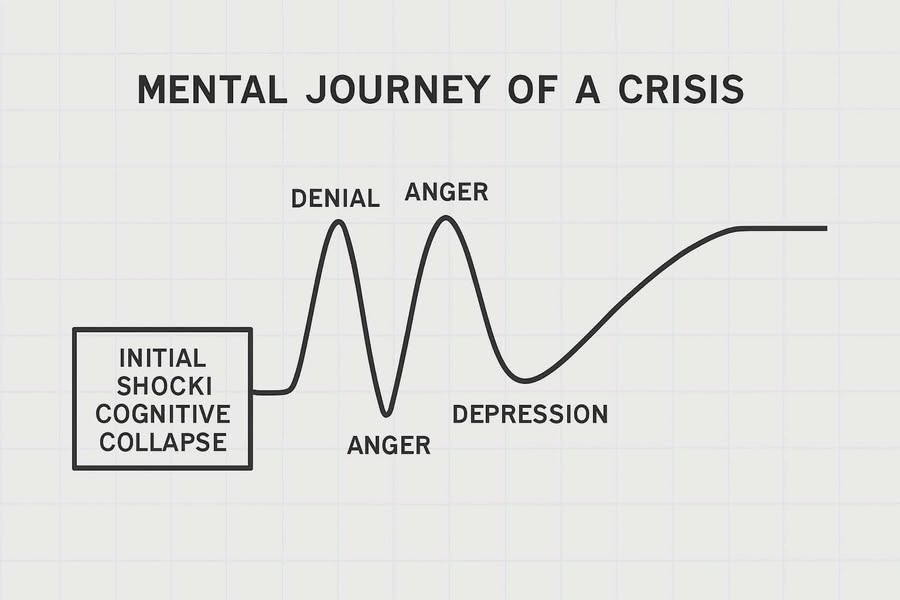 MENTAL JOURNEY OF A CRISIS
DENIAL
ANGER
INITIAL
SHOCKI
COGNITIVE
COLLAPSE
ANGER
DEPRESSION